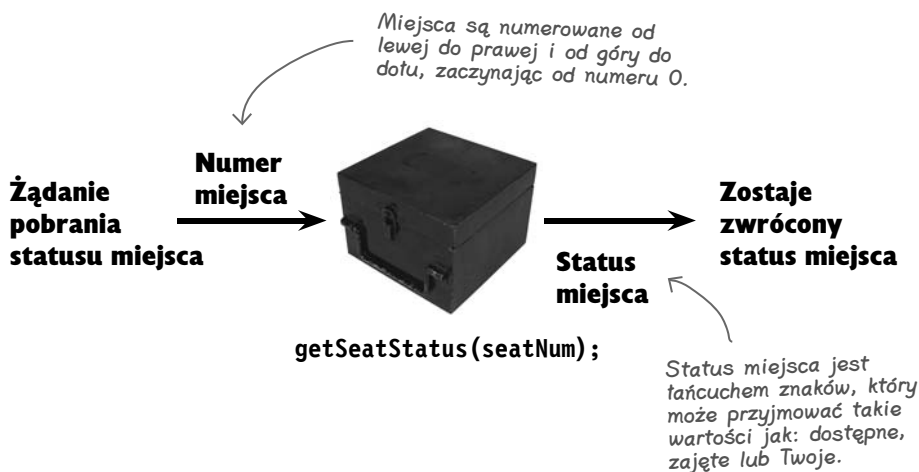 Miejsca są numerowane od
lewej do prawej i od góry do
dołu, zaczynając od numeru 0.
Numer
miejsca
Żądanie
pobrania
statusu miejsca
Zostaje
zwrócony
status miejsca
Status
miejsca
getSeatStatus(seatNum);
Status miejsca jest
łańcuchem znaków, który
może przyjmować takie
wartości jak: dostępne,
zajęte lub Twoje.